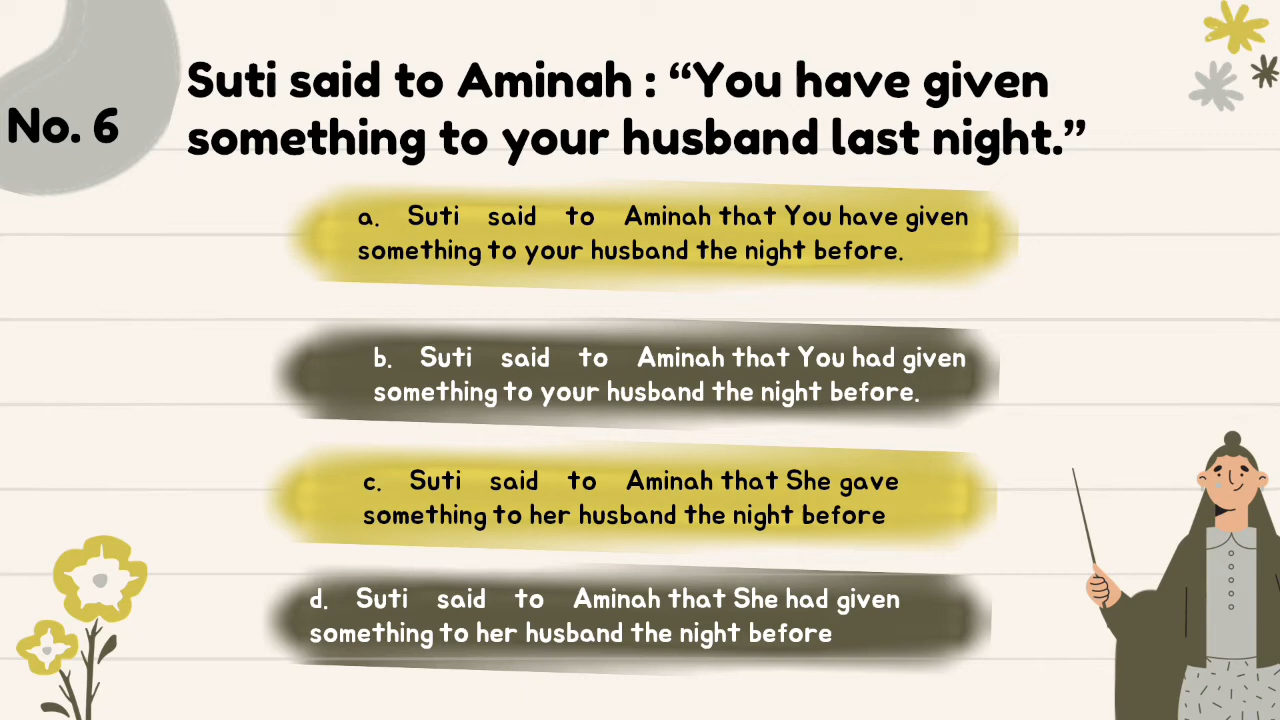 No. 6
Suti said to Aminah : “You have given
something to your husband last night.”
a. Suti said to Aminah that You have given
something to your husband the night before.
b. Suti said to Aminah that You had given
something to your husband the night before.
c. Suti said to Aminah that She gave
something to her husband the night before
d. Suti said to Aminah that She had given
something to her husband the night before